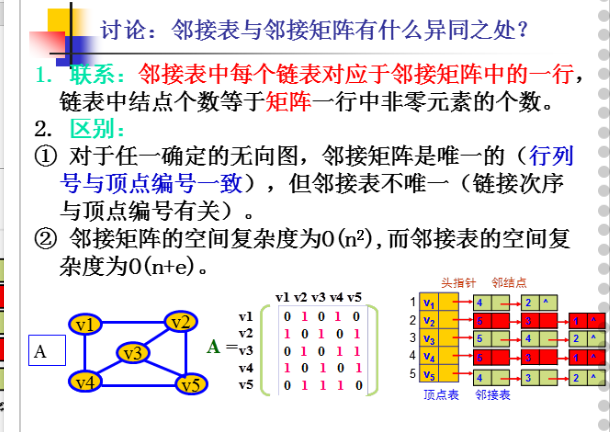 讨论：邻接表与邻接矩阵有什么异同之处？
1. 联系：邻接表中每个链表对应于邻接矩阵中的一行，
链表中结点个数等于矩阵一行中非零元素的个数。
2. 区别：
① 对于任一确定的无向图，邻接矩阵是唯一的（行列
号与顶点编号一致），但邻接表不唯一（链接次序
与顶点编号有关）。
② 邻接矩阵的空间复杂度为O(n²),而邻接表的空间复
杂度为O(n+e)。
A
v1
v2
v3
v4
v5
v1 v2 v3 v4 v5
v1 0 1 0 1 0
v2 1 0 1 0 1
A =v3 0 1 0 1 1
v4 1 0 1 0 1
v5 0 1 1 1 0
头指针 邻结点
1 v₁ 4 2 ^
2 v₂ 5 3 1 ^
3 v₃ 5 4 2 ^
4 v₄ 5 3 1 ^
5 v₅ 4 3 2 ^
顶点表 邻接表